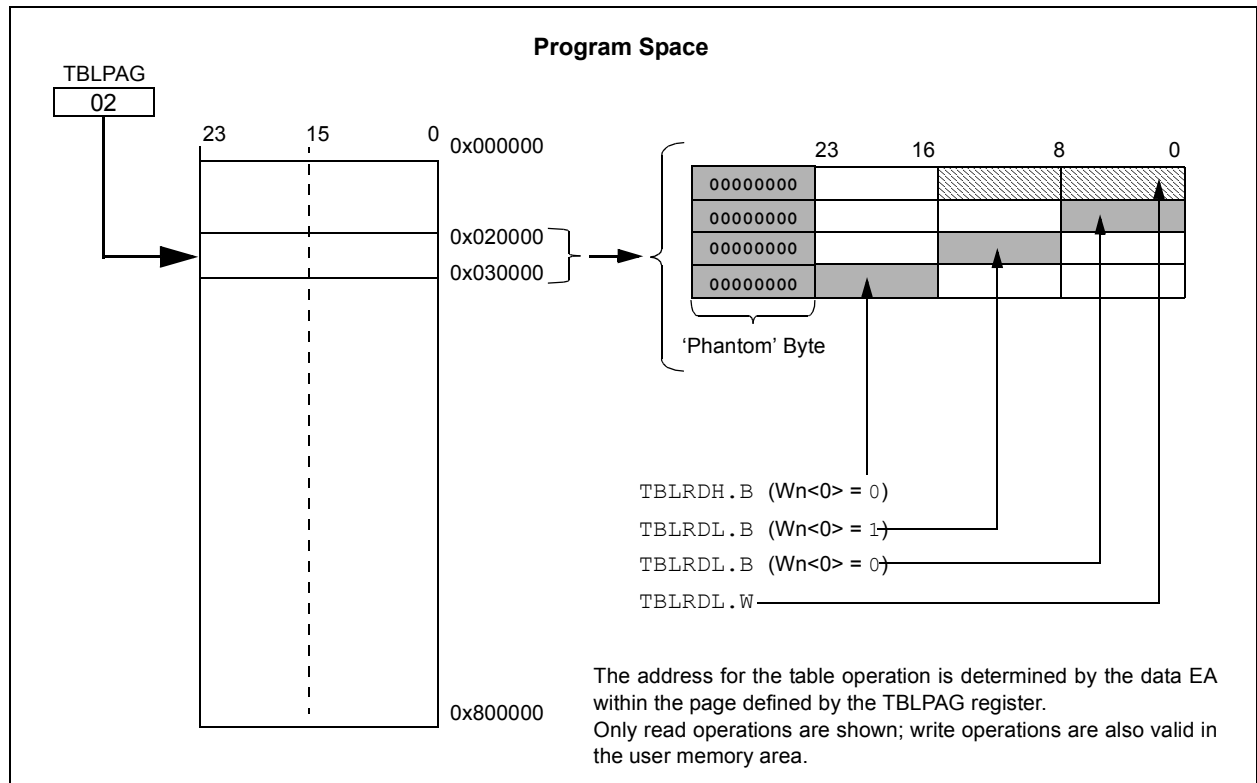 Program Space
TBLPAG
02
23 15 0
0x000000
0x020000
0x030000
0x800000
23 16 8 0
00000000
00000000
00000000
00000000
‘Phantom’ Byte
TBLRDH.B (Wn<0> = 0)
TBLRDL.B (Wn<0> = 1)
TBLRDL.B (Wn<0> = 0)
TBLRDL.W
The address for the table operation is determined by the data EA
within the page defined by the TBLPAG register.
Only read operations are shown; write operations are also valid in
the user memory area.